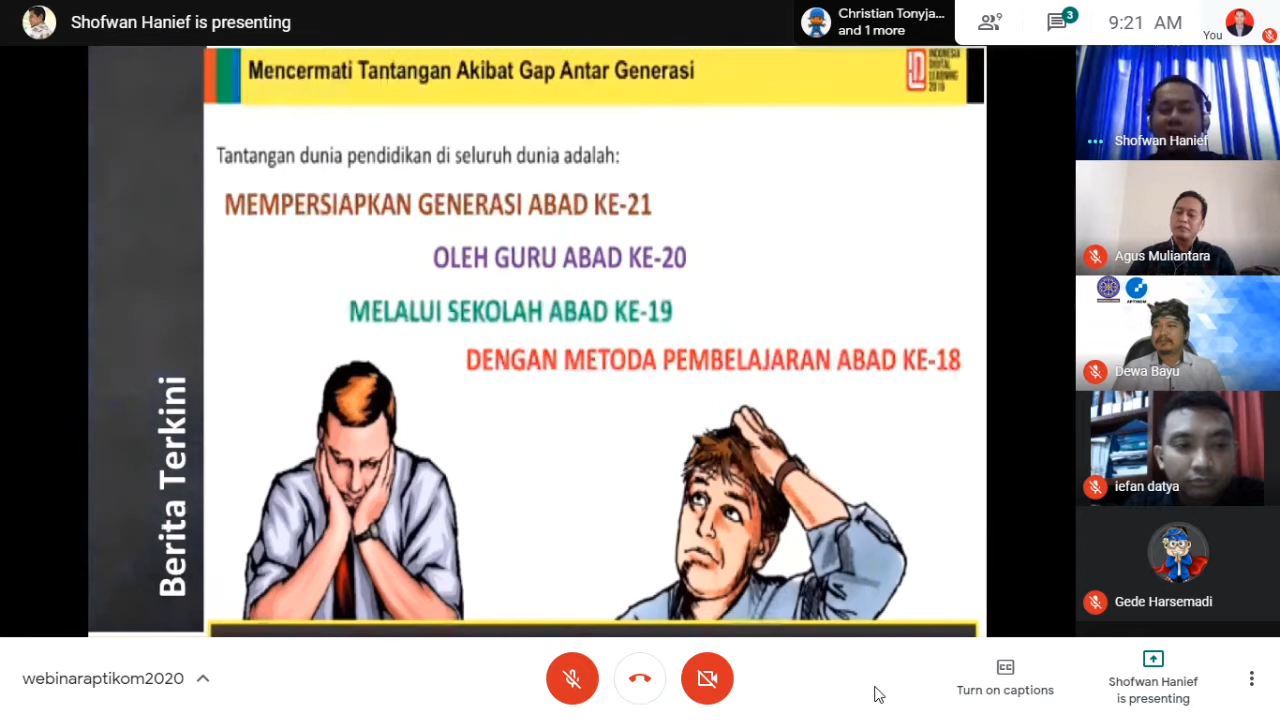 Shofwan Hanief is presenting
Christian Tonyja...
and 1 more
9
3
9:21 AM
You
Mencermati Tantangan Akibat Gap Antar Generasi
INDONESIA
DIGITAL
LEARNING
2019
Tantangan dunia pendidikan di seluruh dunia adalah:
MEMPERSIAPKAN GENERASI ABAD KE-21
OLEH GURU ABAD KE-20
MELALUI SEKOLAH ABAD KE-19
DENGAN METODA PEMBELAJARAN ABAD KE-18
Berita Terkini
Shofwan Hanief
Agus Muliantara
APTIKOM
Dewa Bayu
iefan datya
Gede Harsemadi
webinaraptikom2020
CC
Turn on captions
Shofwan Hanief
is presenting